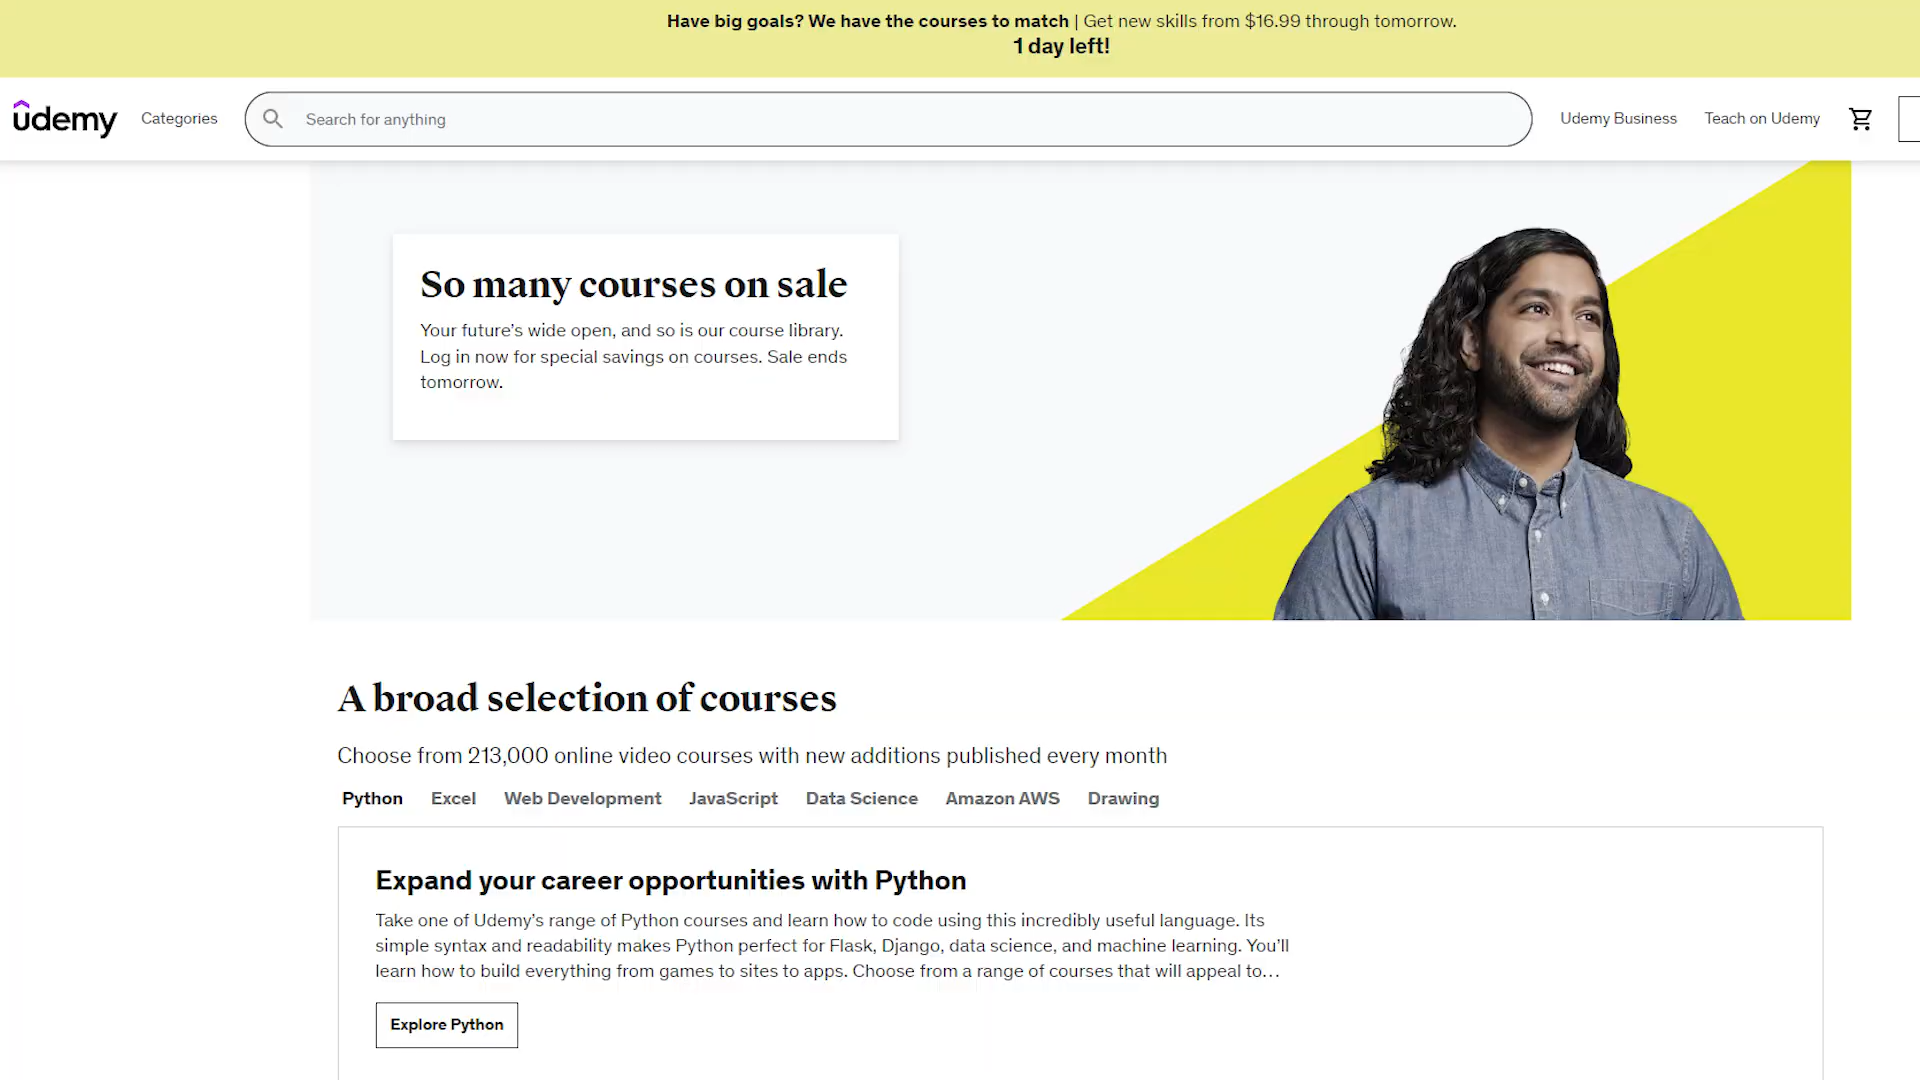 Have big goals? We have the courses to match | Get new skills from $16.99 through tomorrow.
1 day left!
udemy
Categories
Search for anything
Udemy Business
Teach on Udemy
So many courses on sale
Your future’s wide open, and so is our course library.
Log in now for special savings on courses. Sale ends
tomorrow.
A broad selection of courses
Choose from 213,000 online video courses with new additions published every month
Python Excel Web Development JavaScript Data Science Amazon AWS Drawing
Expand your career opportunities with Python
Take one of Udemy’s range of Python courses and learn how to code using this incredibly useful language. Its
simple syntax and readability makes Python perfect for Flask, Django, data science, and machine learning. You’ll
learn how to build everything from games to sites to apps. Choose from a range of courses that will appeal to…
Explore Python